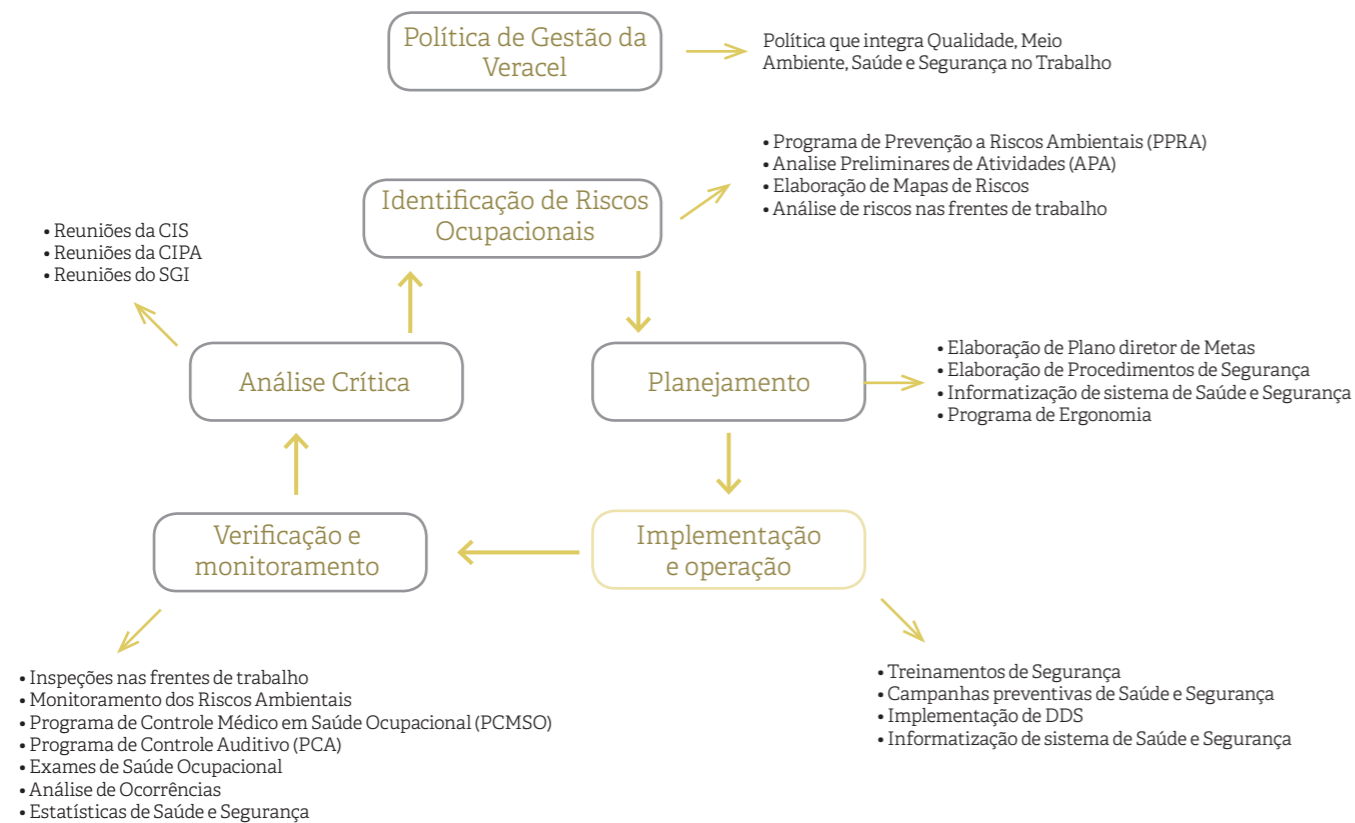 Política de Gestão da
Veracel
Política que integra Qualidade, Meio
Ambiente, Saúde e Segurança no Trabalho
Identificação de Riscos
Ocupacionais
• Programa de Prevenção a Riscos Ambientais (PPRA)
• Analise Preliminares de Atividades (APA)
• Elaboração de Mapas de Riscos
• Análise de riscos nas frentes de trabalho
• Reuniões da CIS
• Reuniões da CIPA
• Reuniões do SGI
Análise Crítica
Planejamento
• Elaboração de Plano diretor de Metas
• Elaboração de Procedimentos de Segurança
• Informatização de sistema de Saúde e Segurança
• Programa de Ergonomia
Verificação e
monitoramento
Implementação
e operação
• Inspeções nas frentes de trabalho
• Monitoramento dos Riscos Ambientais
• Programa de Controle Médico em Saúde Ocupacional (PCMSO)
• Programa de Controle Auditivo (PCA)
• Exames de Saúde Ocupacional
• Análise de Ocorrências
• Estatísticas de Saúde e Segurança
• Treinamentos de Segurança
• Campanhas preventivas de Saúde e Segurança
• Implementação de DDS
• Informatização de sistema de Saúde e Segurança